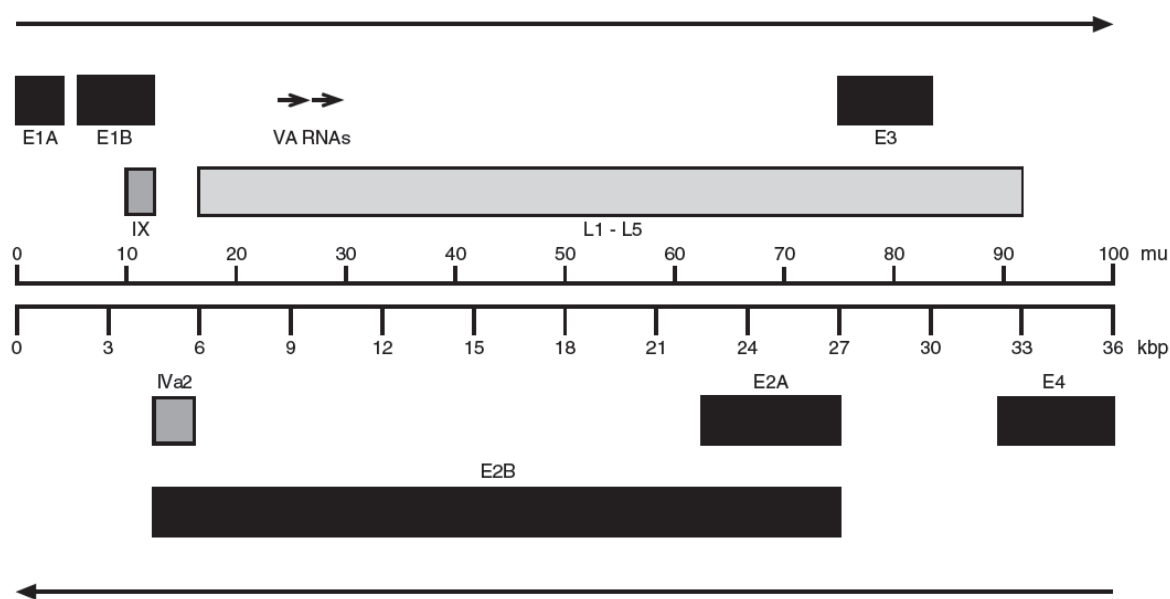 E1A E1B VA RNAs E3
IX L1 - L5
0 10 20 30 40 50 60 70 80 90 100 mu
0 3 6 9 12 15 18 21 24 27 30 33 36 kbp
IVa2 E2A E4
E2B